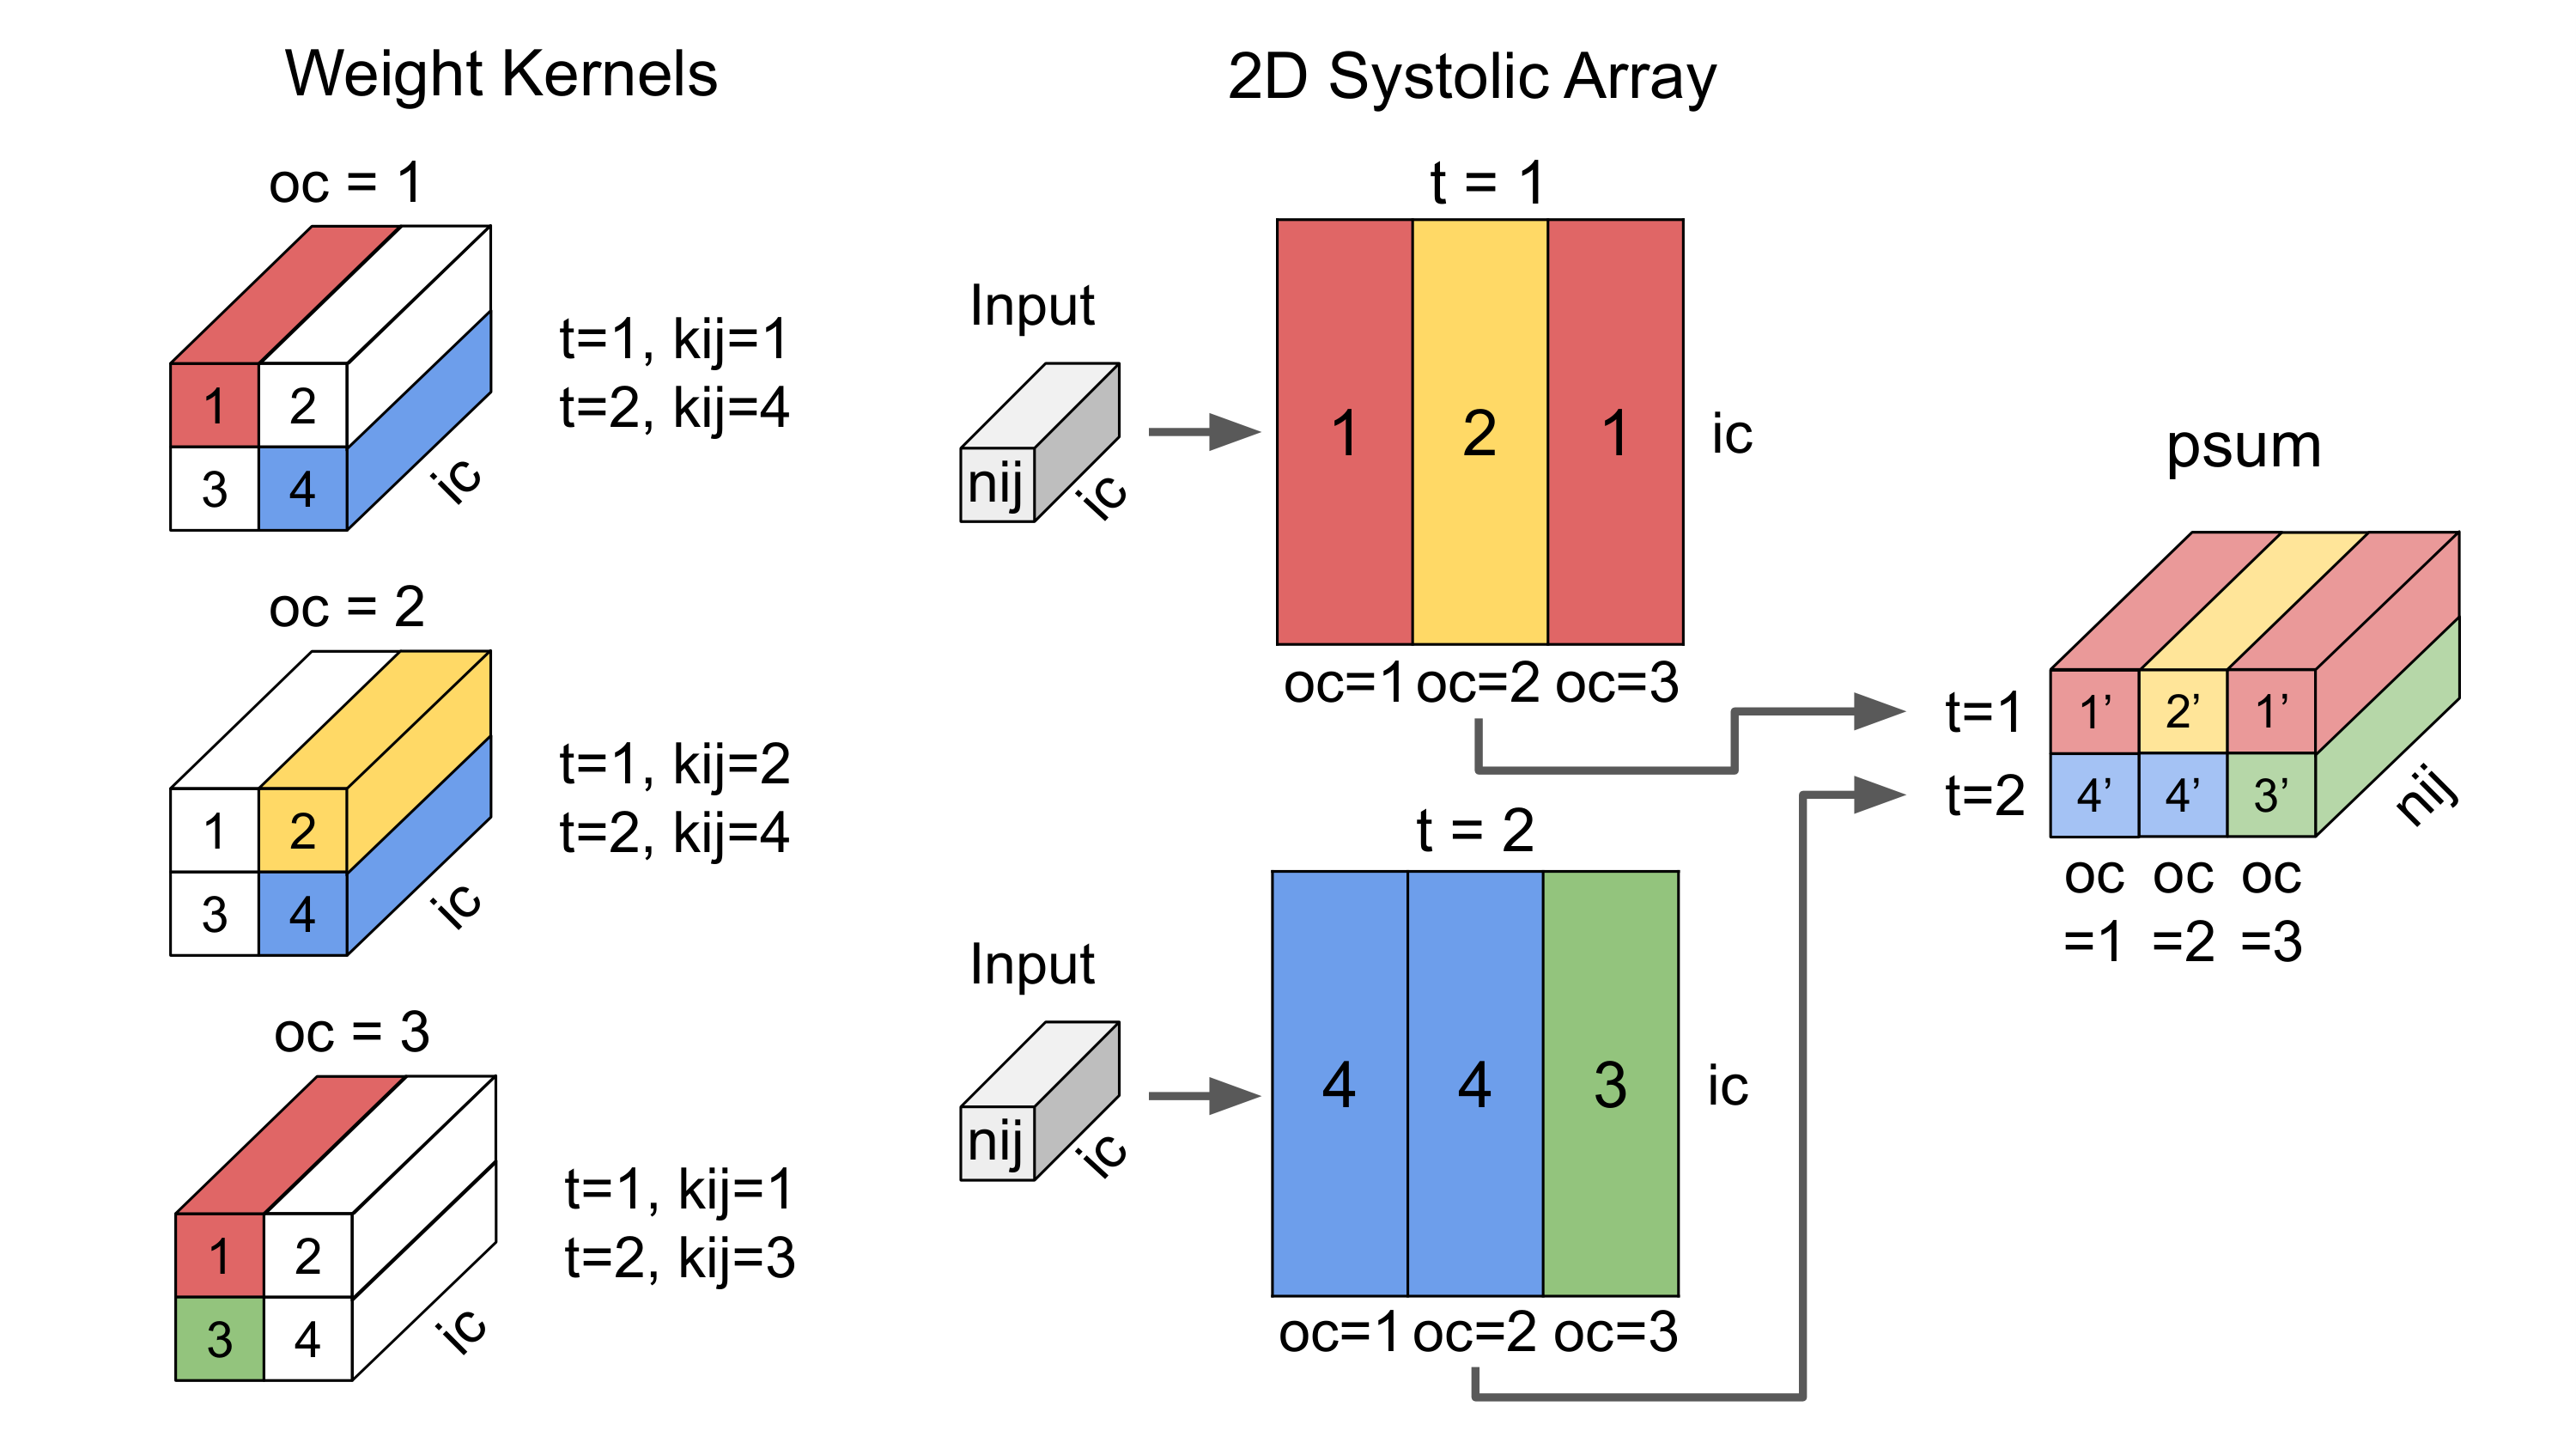 Weight Kernels
oc = 1
1 2
3 4
ic
t=1, kij=1
t=2, kij=4
oc = 2
1 2
3 4
ic
t=1, kij=2
t=2, kij=4
oc = 3
1 2
3 4
ic
t=1, kij=1
t=2, kij=3
2D Systolic Array
t = 1
Input
nij
ic
1 2 1
ic
oc=1 oc=2 oc=3
t = 2
Input
nij
ic
4 4 3
ic
oc=1 oc=2 oc=3
psum
t=1 1’ 2’ 1’
t=2 4’ 4’ 3’
nij
oc oc oc
=1 =2 =3